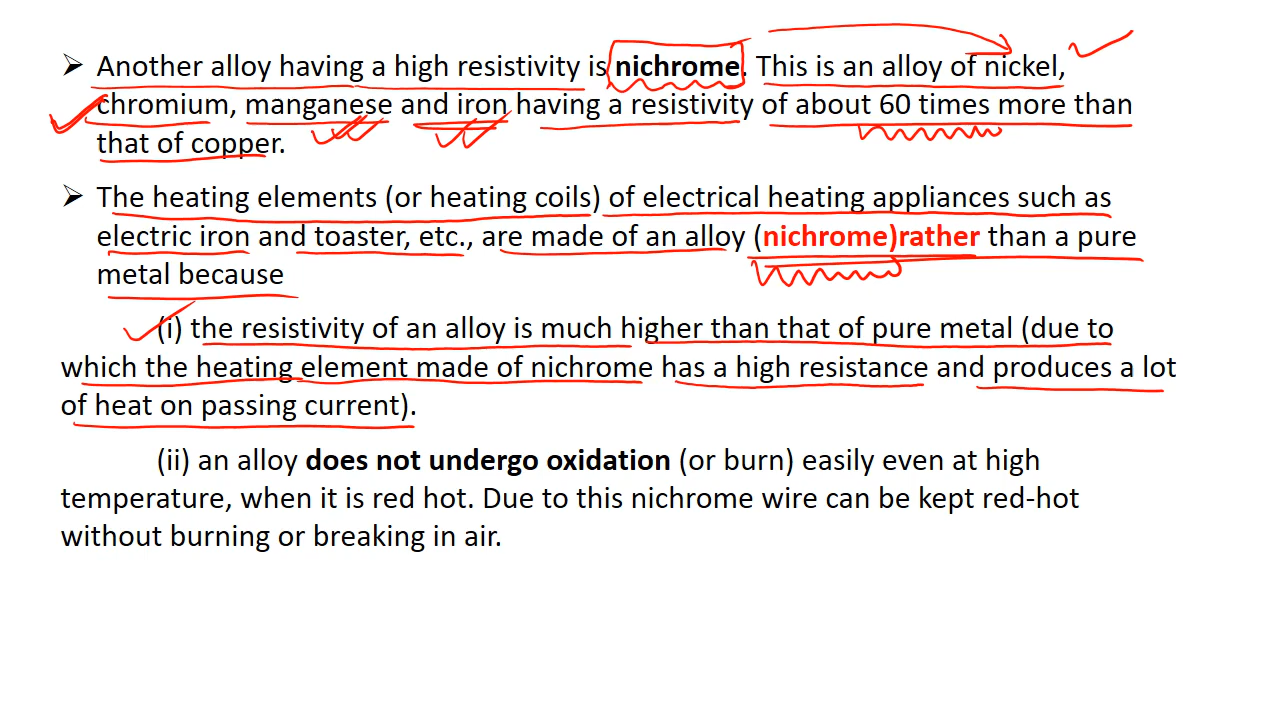 ➢ Another alloy having a high resistivity is nichrome. This is an alloy of nickel,
chromium, manganese and iron having a resistivity of about 60 times more than
that of copper.
➢ The heating elements (or heating coils) of electrical heating appliances such as
electric iron and toaster, etc., are made of an alloy (nichrome)rather than a pure
metal because
(i) the resistivity of an alloy is much higher than that of pure metal (due to
which the heating element made of nichrome has a high resistance and produces a lot
of heat on passing current).
(ii) an alloy does not undergo oxidation (or burn) easily even at high
temperature, when it is red hot. Due to this nichrome wire can be kept red-hot
without burning or breaking in air.